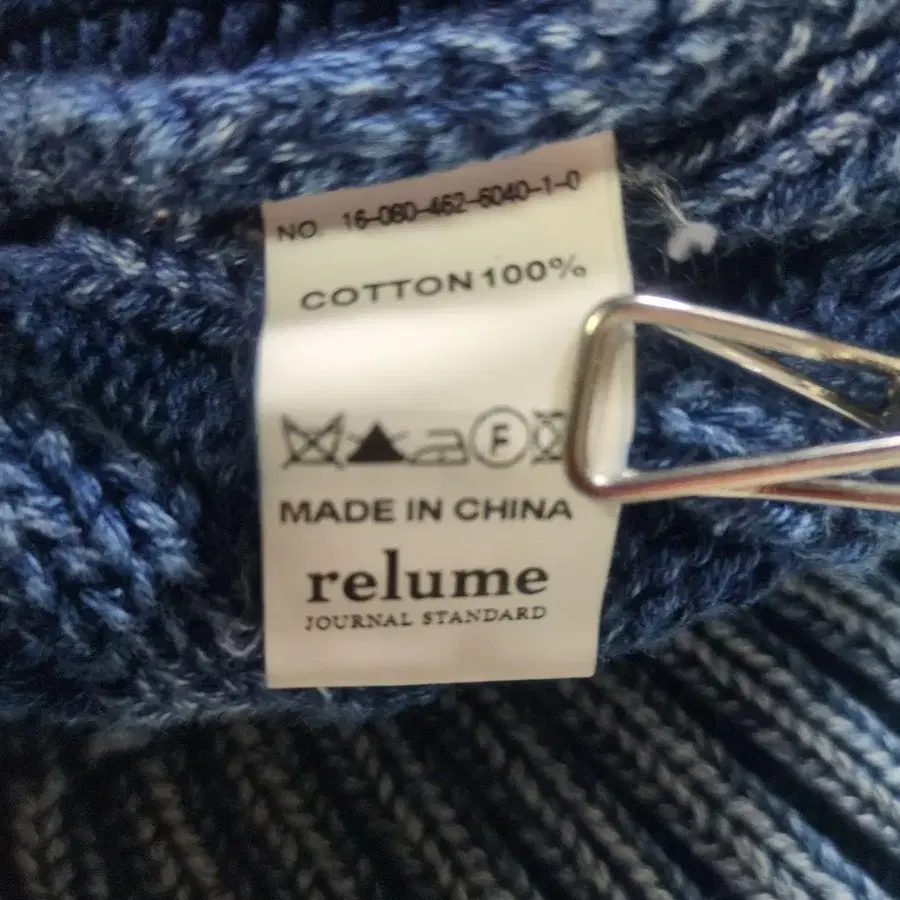 NO. 16-080-462-6040-1-0
COTTON 100%
F
MADE IN CHINA
relume
JOURNAL STANDARD